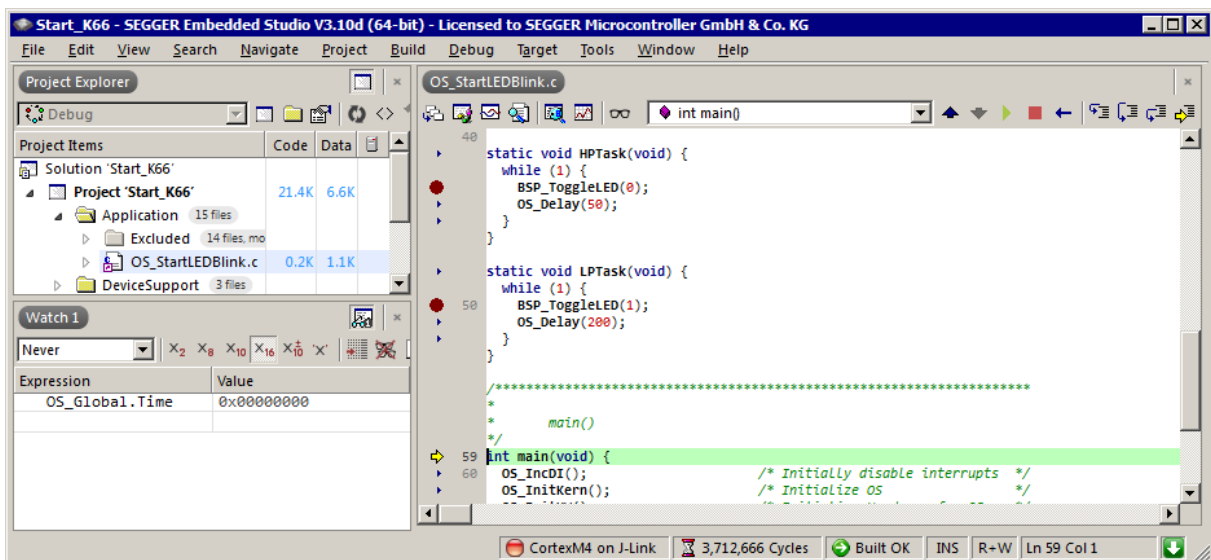 Start_K66 - SEGGER Embedded Studio V3.10d (64-bit) - Licensed to SEGGER Microcontroller GmbH & Co. KG
File Edit View Search Navigate Project Build Debug Target Tools Window Help
Project Explorer
Debug
Project Items Code Data
Solution 'Start_K66'
Project 'Start_K66' 21.4K 6.6K
Application 15 files
Excluded 14 files, mo
OS_StartLEDBlink.c 0.2K 1.1K
DeviceSupport 3 files
Watch 1
Never x2 x8 x10 x16 x±10 'x'
Expression Value
OS_Global.Time 0x00000000
OS_StartLEDBlink.c
int main()
40
static void HPTask(void) {
while (1) {
BSP_ToggleLED(0);
OS_Delay(50);
}
}
static void LPTask(void) {
while (1) {
50 BSP_ToggleLED(1);
OS_Delay(200);
}
}
/*********************************************************************
*
* main()
*/
59 int main(void) {
60 OS_IncDI(); /* Initially disable interrupts */
OS_InitKern(); /* Initialize OS */
CortexM4 on J-Link 3,712,666 Cycles Built OK INS R+W Ln 59 Col 1